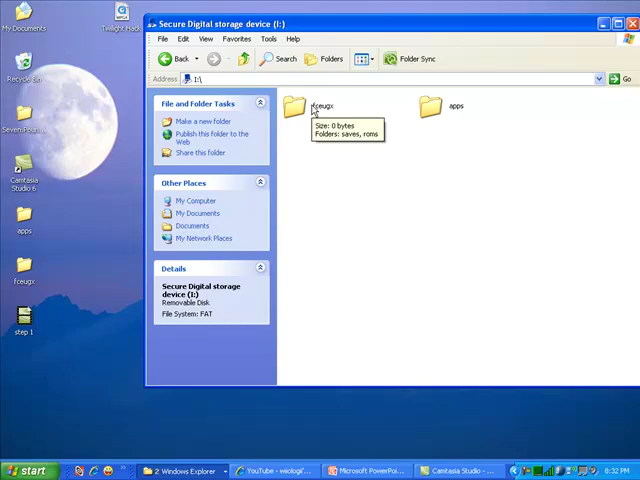 My Documents
Twilight Hack
Recycle Bin
Seven.Poun...
Camtasia
Studio 6
apps
fceugx
step 1
Secure Digital storage device (I:)
File Edit View Favorites Tools Help
Back Search Folders Folder Sync
Address I:\
File and Folder Tasks
Make a new folder
Publish this folder to the
Web
Share this folder
Other Places
My Computer
My Documents
Documents
My Network Places
Details
Secure Digital storage
device (I:)
Removable Disk
File System: FAT
fceugx
apps
Size: 0 bytes
Folders: saves, roms
start
2 Windows Explorer
YouTube - wiiologi...
Microsoft PowerPoi...
Camtasia Studio - ...
8:32 PM